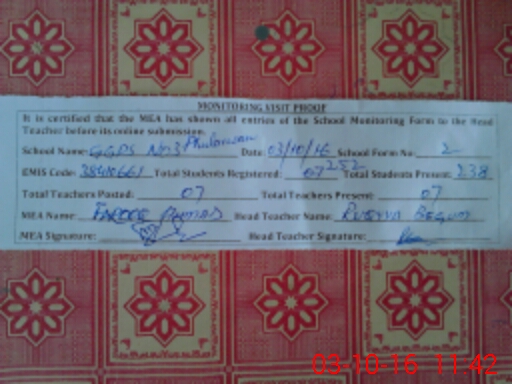 MONITORING VISIT PROOF
It is certified that the MEA has shown all entries of the School Monitoring Form to the Head
Teacher before its online submission.
School Name: GGPS No.3 Date: 03/10/16 School Form No: 2
EMIS Code: Total Students Registered: 252 Total Students Present: 238
Total Teachers Posted: 07 Total Teachers Present: 07
MEA Name: Head Teacher Name: Begum
MEA Signature: Head Teacher Signature:
03-10-16 11:42